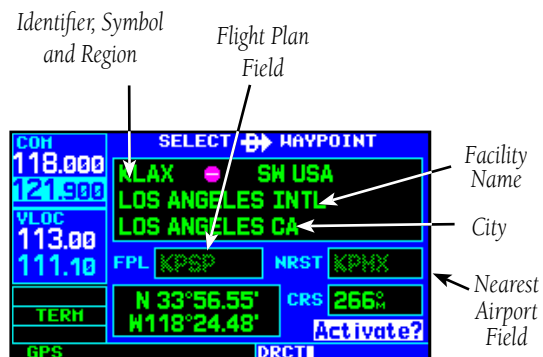 Identifier, Symbol
and Region
Flight Plan
Field
COM
118.000
121.900
VLOC
113.00
111.10
TERM
GPS
SELECT D WAYPOINT
KLAX SW USA
LOS ANGELES INTL
LOS ANGELES CA
FPL KPSP NRST KPHX
N 33°56.55'
W118°24.48'
CRS 266°M
Activate?
DRCT
Facility
Name
City
Nearest
Airport
Field